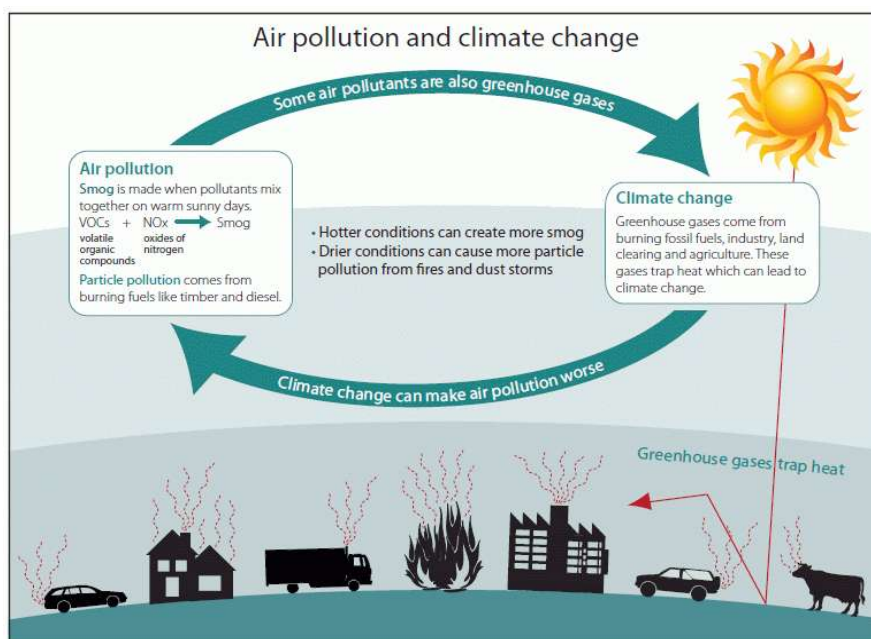 Air pollution and climate change
Some air pollutants are also greenhouse gases
Air pollution
Smog is made when pollutants mix
together on warm sunny days.
VOCs + NOx Smog
volatile oxides of
organic nitrogen
compounds
Particle pollution comes from
burning fuels like timber and diesel.
• Hotter conditions can create more smog
• Drier conditions can cause more particle
pollution from fires and dust storms
Climate change
Greenhouse gases come from
burning fossil fuels, industry, land
clearing and agriculture. These
gases trap heat which can lead to
climate change.
Climate change can make air pollution worse
Greenhouse gases trap heat